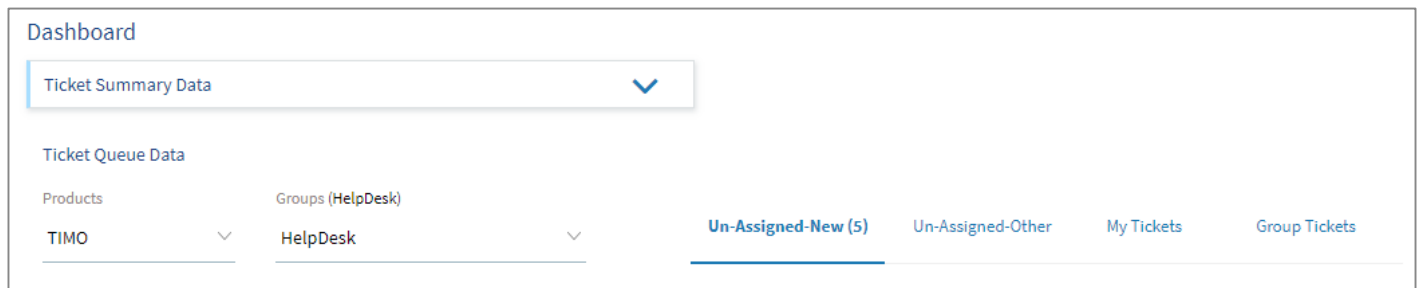 Dashboard
Ticket Summary Data
Ticket Queue Data
Products
Groups (HelpDesk)
TIMO
HelpDesk
Un-Assigned-New (5)
Un-Assigned-Other
My Tickets
Group Tickets